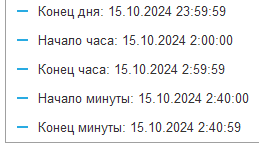 Конец дня: 15.10.2024 23:59:59
Начало часа: 15.10.2024 2:00:00
Конец часа: 15.10.2024 2:59:59
Начало минуты: 15.10.2024 2:40:00
Конец минуты: 15.10.2024 2:40:59